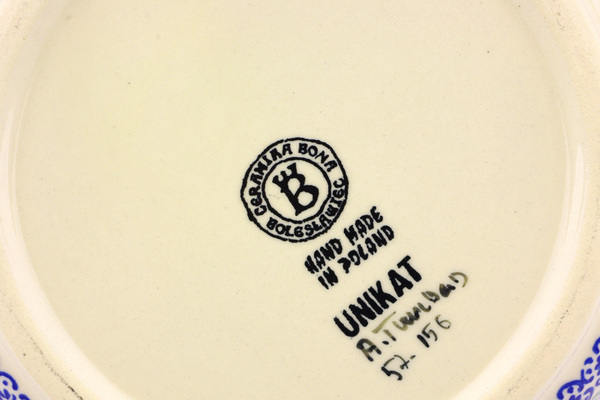 CERAMIKA BONA
B
BOLESŁAWIEC
HAND MADE
IN POLAND
UNIKAT
A.
57-156